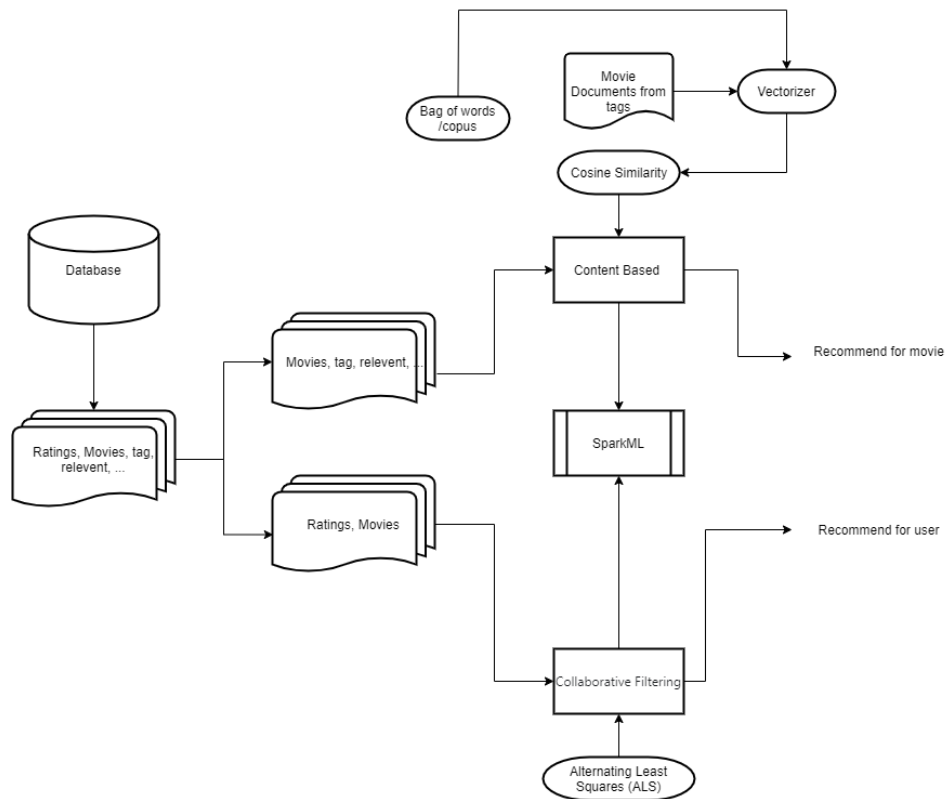 Movie
Documents from
tags
Vectorizer
Bag of words
/copus
Cosine Similarity
Database
Content Based
Movies, tag, relevent, ...
Recommend for movie
Ratings, Movies, tag,
relevent, ...
SparkML
Ratings, Movies
Recommend for user
Collaborative Filtering
Alternating Least
Squares (ALS)